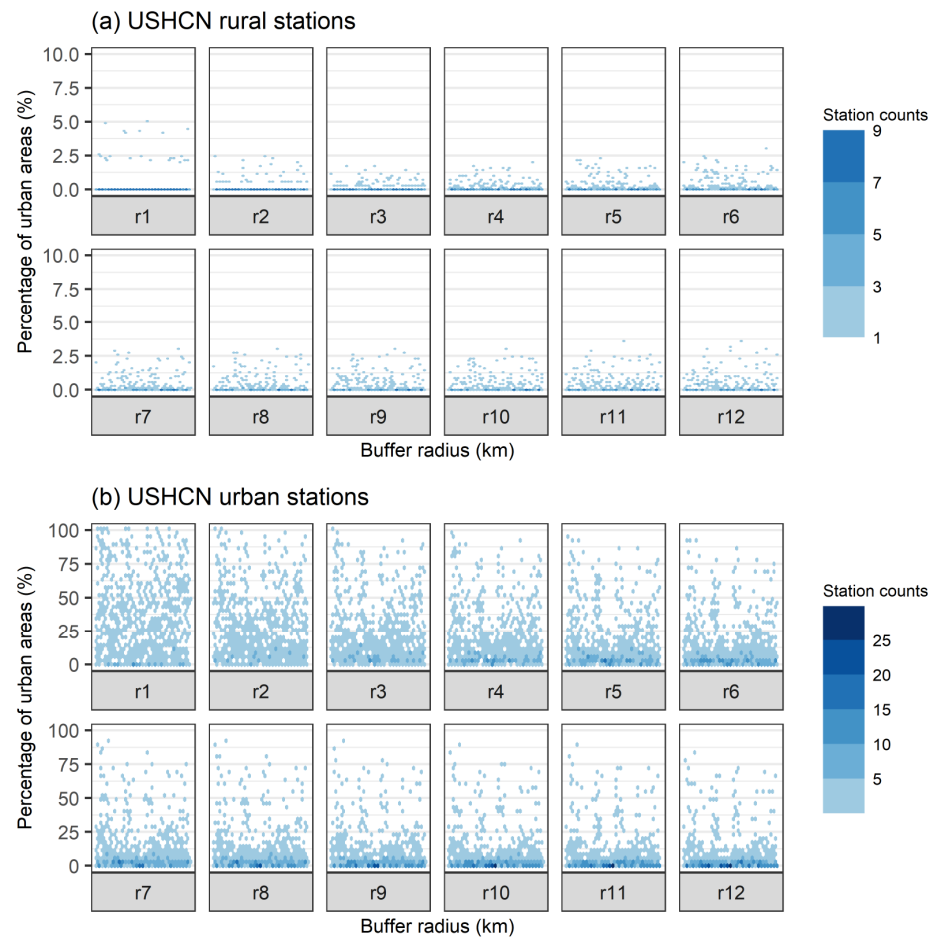 (a) USHCN rural stations
Percentage of urban areas (%)
10.0
7.5
5.0
2.5
0.0
r1 r2 r3 r4 r5 r6
10.0
7.5
5.0
2.5
0.0
r7 r8 r9 r10 r11 r12
Buffer radius (km)
Station counts
9
7
5
3
1
(b) USHCN urban stations
Percentage of urban areas (%)
100
75
50
25
0
r1 r2 r3 r4 r5 r6
100
75
50
25
0
r7 r8 r9 r10 r11 r12
Buffer radius (km)
Station counts
25
20
15
10
5